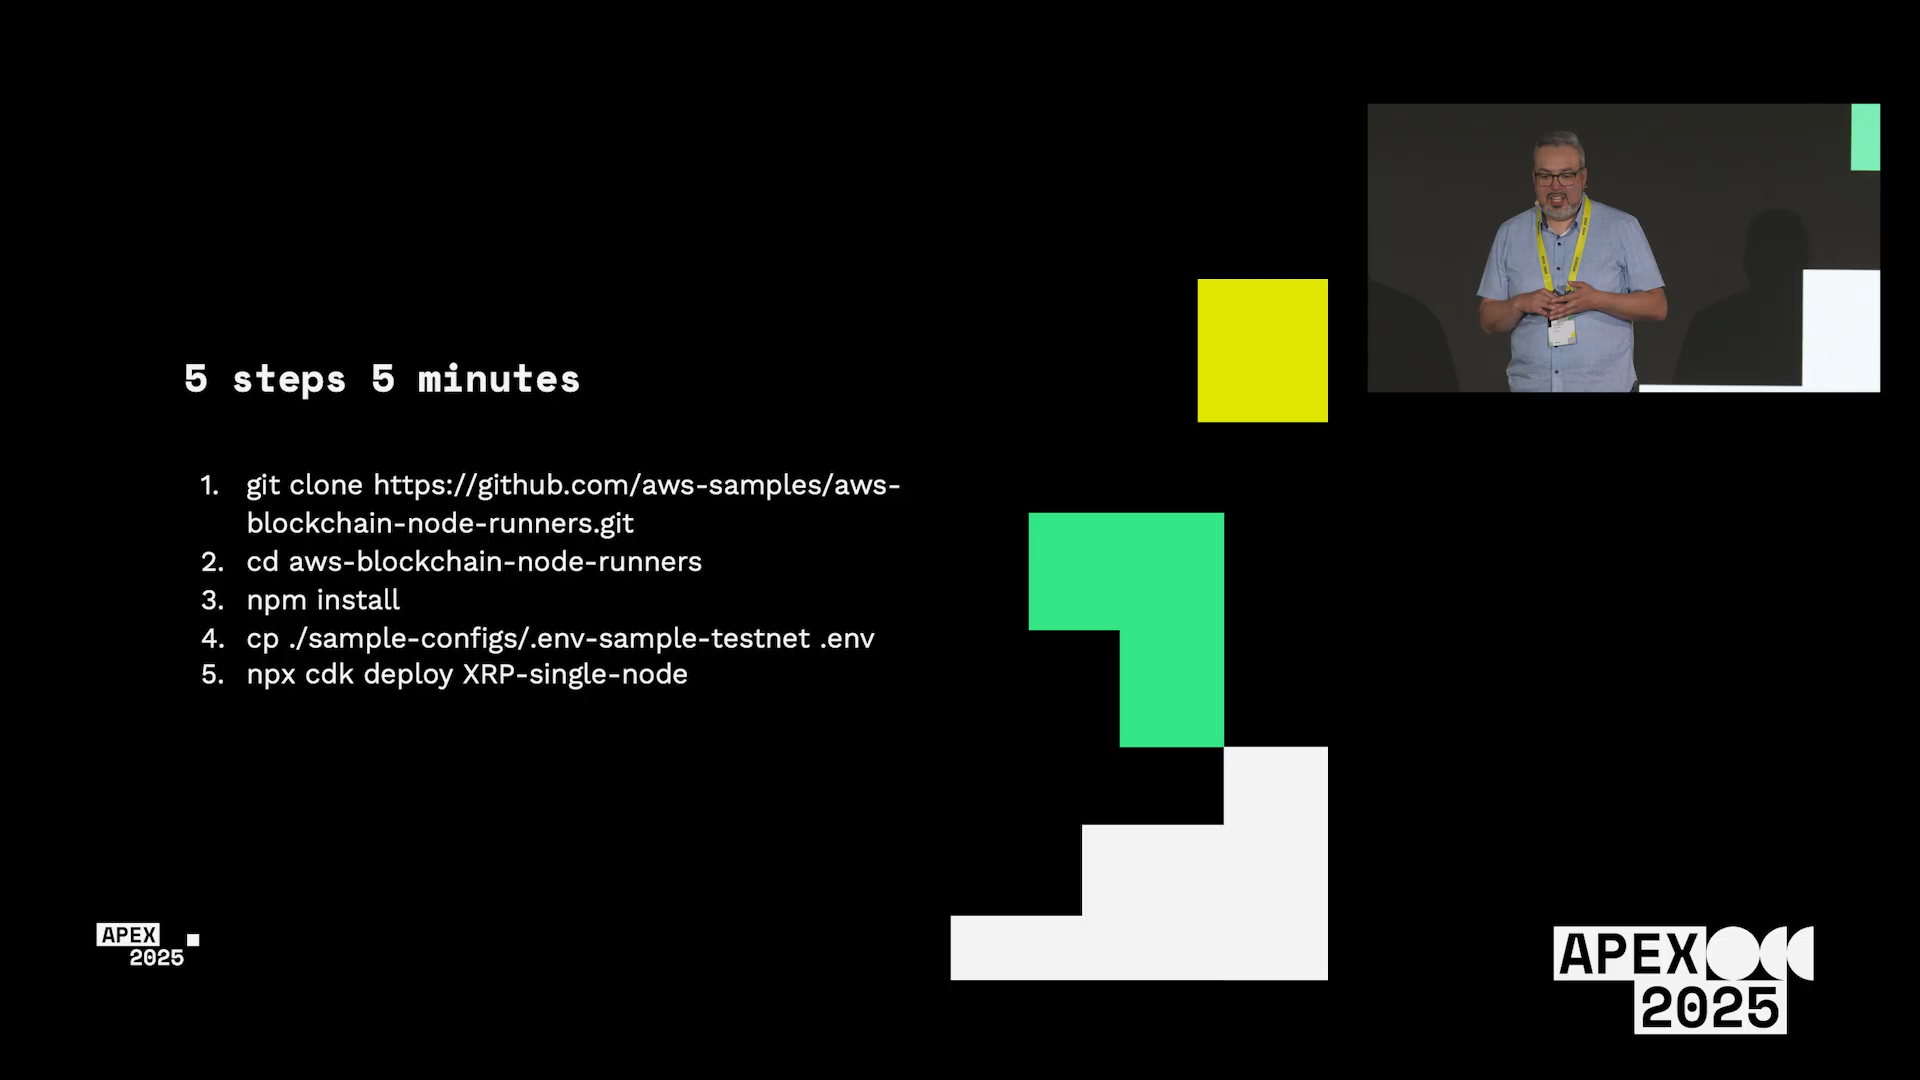 5 steps 5 minutes
1. git clone https://github.com/aws-samples/aws-
blockchain-node-runners.git
2. cd aws-blockchain-node-runners
3. npm install
4. cp ./sample-configs/.env-sample-testnet .env
5. npx cdk deploy XRP-single-node
APEX
2025
APEX
2025